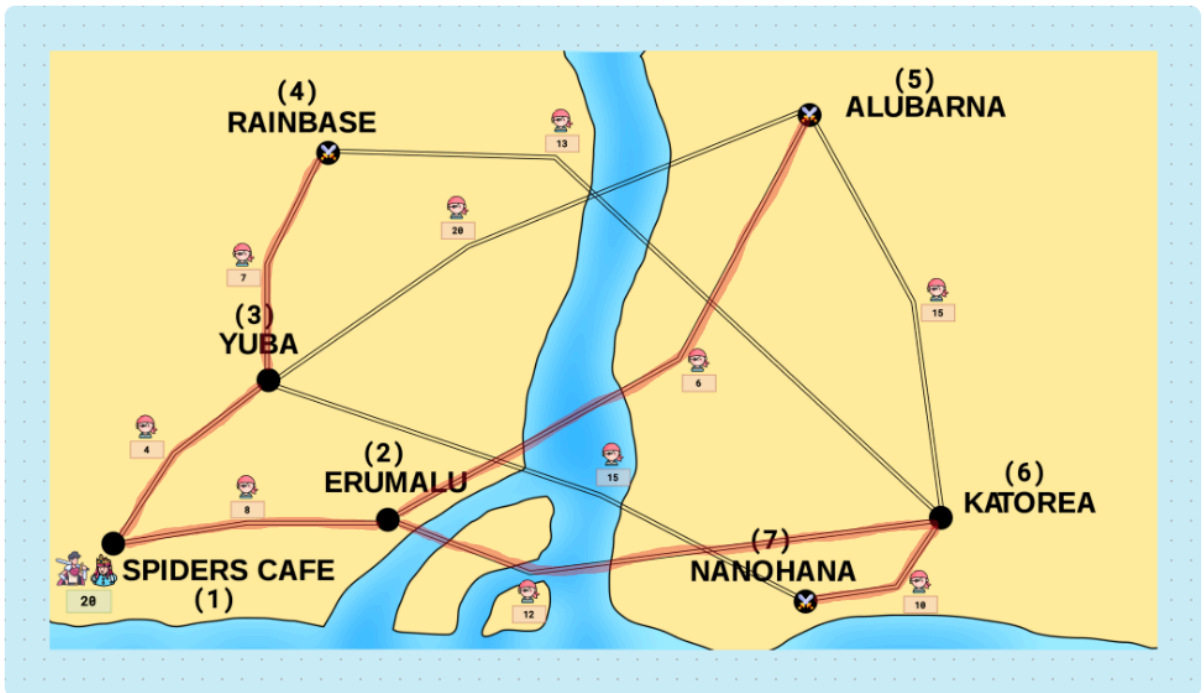 (4)
RAINBASE
(5)
ALUBARNA
13
20
7
15
(3)
YUBA
6
4
(2)
ERUMALU
15
8
(6)
KATOREA
(7)
NANOHANA
SPIDERS CAFE
(1)
20
12
10